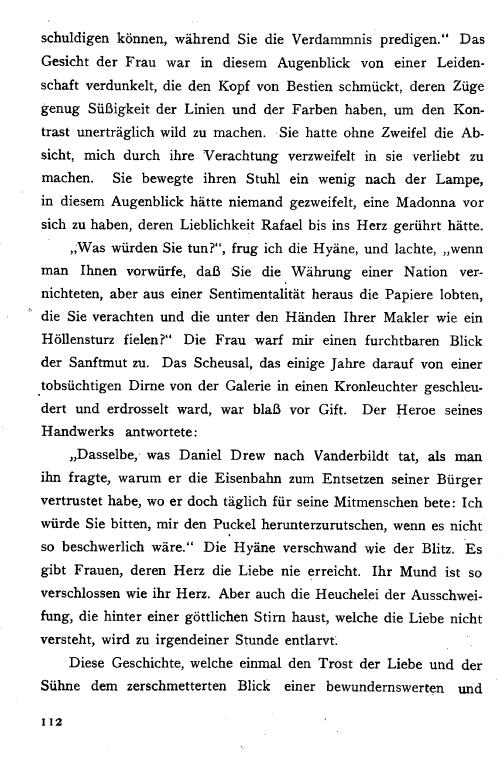 schuldigen können, während Sie die Verdammnis predigen.“ Das
Gesicht der Frau war in diesem Augenblick von einer Leiden-
schaft verdunkelt, die den Kopf von Bestien schmückt, deren Züge
genug Süßigkeit der Linien und der Farben haben, um den Kon-
trast unerträglich wild zu machen. Sie hatte ohne Zweifel die Ab-
sicht, mich durch ihre Verachtung verzweifelt in sie verliebt zu
machen. Sie bewegte ihren Stuhl ein wenig nach der Lampe,
in diesem Augenblick hätte niemand gezweifelt, eine Madonna vor
sich zu haben, deren Lieblichkeit Rafael bis ins Herz gerührt hätte.
„Was würden Sie tun?“, frug ich die Hyäne, und lachte, „wenn
man Ihnen vorwürfe, daß Sie die Währung einer Nation ver-
nichteten, aber aus einer Sentimentalität heraus die Papiere lobten,
die Sie verachten und die unter den Händen Ihrer Makler wie ein
Höllensturz fielen?“ Die Frau warf mir einen furchtbaren Blick
der Sanftmut zu. Das Scheusal, das einige Jahre darauf von einer
tobsüchtigen Dirne von der Galerie in einen Kronleuchter geschleu-
dert und erdrosselt ward, war blaß vor Gift. Der Heroe seines
Handwerks antwortete:
„Dasselbe, was Daniel Drew nach Vanderbildt tat, als man
ihn fragte, warum er die Eisenbahn zum Entsetzen seiner Bürger
vertrustet habe, wo er doch täglich für seine Mitmenschen bete: Ich
würde Sie bitten, mir den Puckel herunterzurutschen, wenn es nicht
so beschwerlich wäre.“ Die Hyäne verschwand wie der Blitz. Es
gibt Frauen, deren Herz die Liebe nie erreicht. Ihr Mund ist so
verschlossen wie ihr Herz. Aber auch die Heuchelei der Ausschwei-
fung, die hinter einer göttlichen Stirn haust, welche die Liebe nicht
versteht, wird zu irgendeiner Stunde entlarvt.
Diese Geschichte, welche einmal den Trost der Liebe und der
Sühne dem zerschmetterten Blick einer bewundernswerten und
112